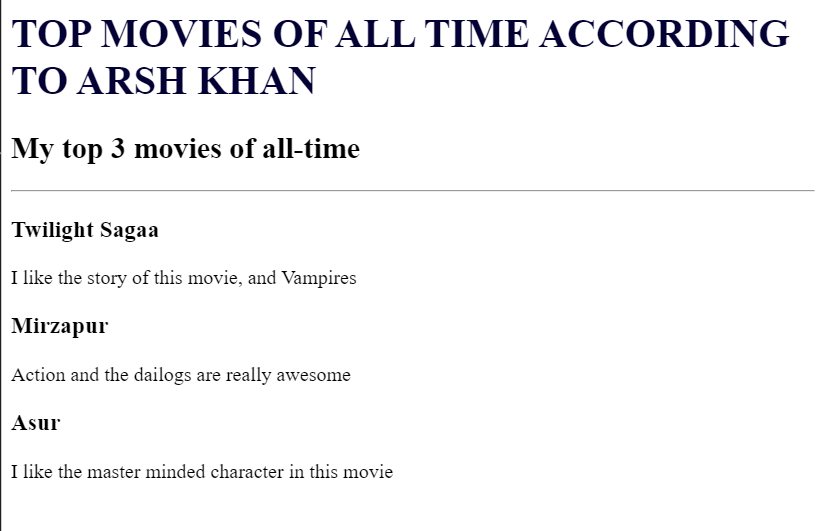 TOP MOVIES OF ALL TIME ACCORDING
TO ARSH KHAN
My top 3 movies of all-time
Twilight Sagaa
I like the story of this movie, and Vampires
Mirzapur
Action and the dailogs are really awesome
Asur
I like the master minded character in this movie